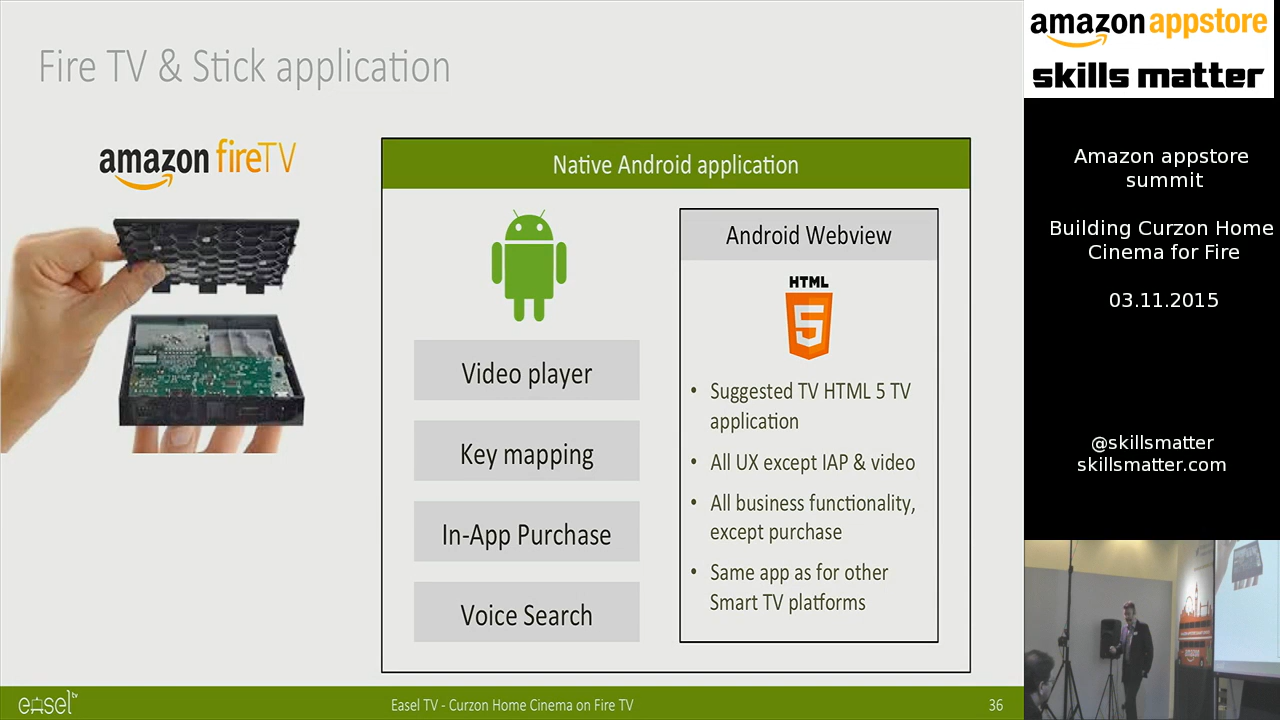 Fire TV & Stick application
amazon fireTV
Native Android application
Video player
Key mapping
In-App Purchase
Voice Search
Android Webview
HTML
5
• Suggested TV HTML 5 TV
application
• All UX except IAP & video
• All business functionality,
except purchase
• Same app as for other
Smart TV platforms
easel tv
Easel TV - Curzon Home Cinema on Fire TV
36
amazon appstore
skills matter
Amazon appstore
summit
Building Curzon Home
Cinema for Fire
03.11.2015
@skillsmatter
skillsmatter.com